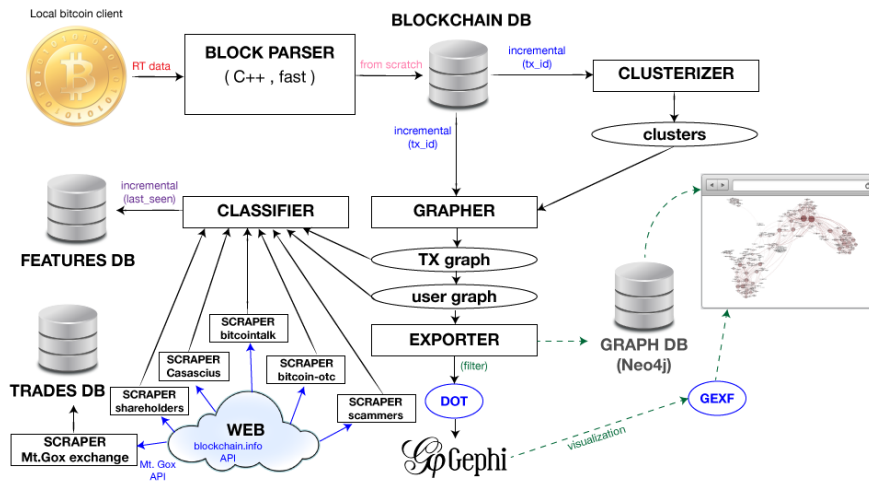 Local bitcoin client
BLOCKCHAIN DB
RT data
BLOCK PARSER
( C++ , fast )
from scratch
incremental
(tx_id)
CLUSTERIZER
clusters
incremental
(tx_id)
incremental
(last_seen)
CLASSIFIER
GRAPHER
FEATURES DB
TX graph
user graph
SCRAPER
bitcointalk
EXPORTER
GRAPH DB
(Neo4j)
SCRAPER
Casascius
SCRAPER
bitcoin-otc
(filter)
TRADES DB
SCRAPER
shareholders
SCRAPER
scammers
DOT
GEXF
WEB
blockchain.info
API
SCRAPER
Mt.Gox exchange
Mt. Gox
API
visualization
Gephi